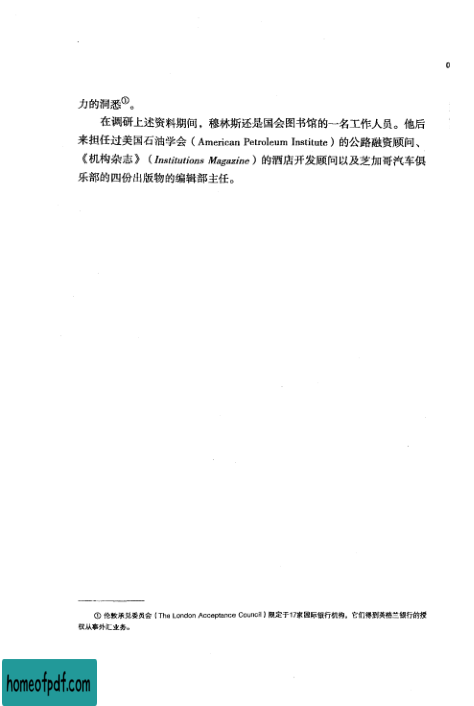 0
力的洞悉①。
在调研上述资料期间，穆林斯还是国会图书馆的一名工作人员。他后
来担任过美国石油学会（American Petroleum Institute）的公路融资顾问、
《机构杂志》（Institutions Magazine）的酒店开发顾问以及芝加哥汽车俱
乐部的四份出版物的编辑部主任。
① 伦敦承兑委员会（The London Acceptance Council）限定于17家国际银行机构，它们得到英格兰银行的授
权从事外汇业务。
homeofpdf.com